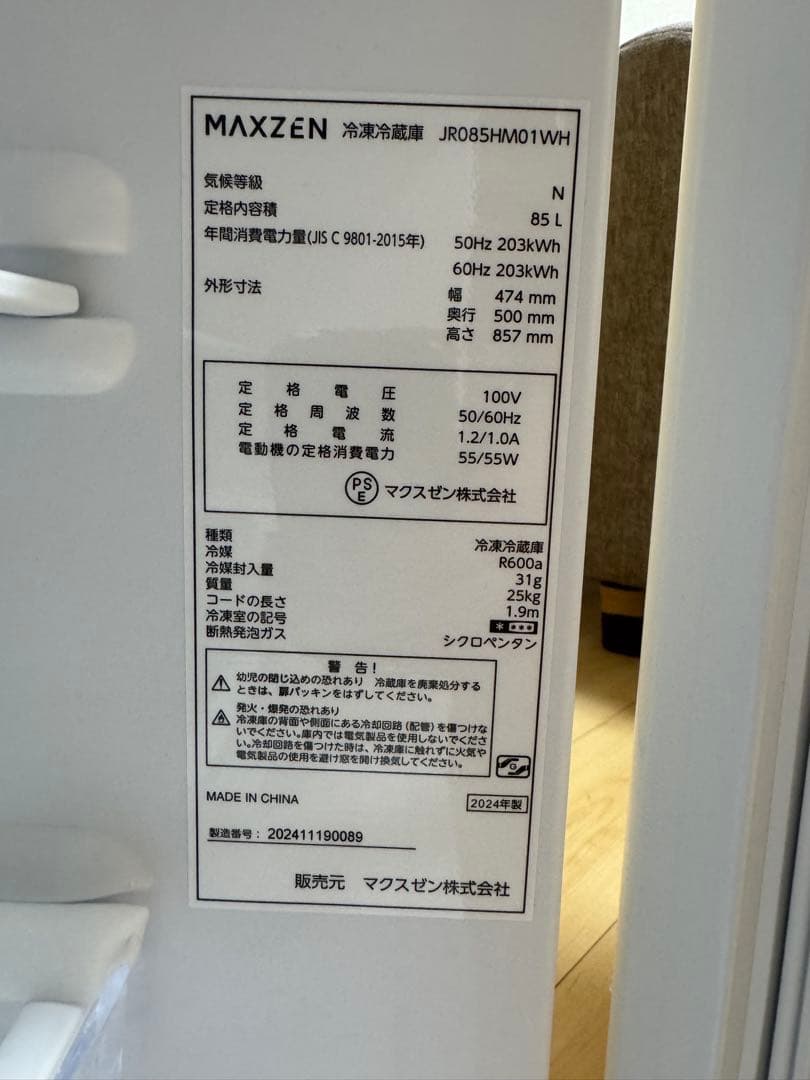 MAXZEN 冷凍冷蔵庫 JR085HM01WH
気候等級 N
定格内容積 85 L
年間消費電力量(JIS C 9801-2015年) 50Hz 203kWh
60Hz 203kWh
外形寸法 幅 474 mm
奥行 500 mm
高さ 857 mm
定格電圧 100V
定格周波数 50/60Hz
定格電流 1.2/1.0A
電動機の定格消費電力 55/55W
PSE マクスゼン株式会社
種類 冷凍冷蔵庫
冷媒 R600a
冷媒封入量 31g
質量 25kg
コードの長さ 1.9m
冷凍室の記号 * ***
断熱発泡ガス シクロペンタン
警告!
幼児の閉じ込めの恐れあり 冷蔵庫を廃棄処分する
ときは、扉パッキンをはずしてください。
発火・爆発の恐れあり
冷凍庫の背面や側面にある冷却回路(配管)を傷つけな
いでください。庫内では電気製品を使用しないでくださ
い。冷却回路を傷つけた時は、冷凍庫に触れずに火気や
電気製品の使用を避け窓を開け換気してください。
G
MADE IN CHINA 2024年製
製造番号: 202411190089
販売元 マクスゼン株式会社